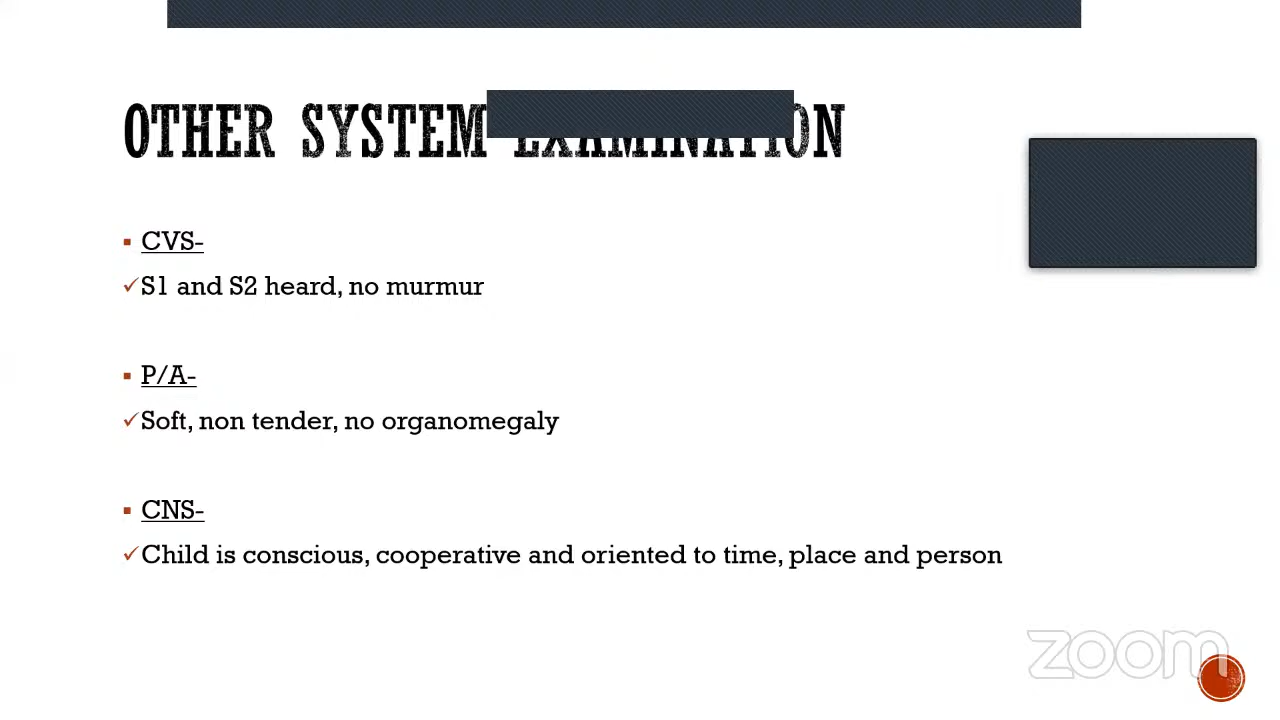 OTHER SYSTEM EXAMINATION
CVS-
S1 and S2 heard, no murmur
P/A-
Soft, non tender, no organomegaly
CNS-
Child is conscious, cooperative and oriented to time, place and person
zoom